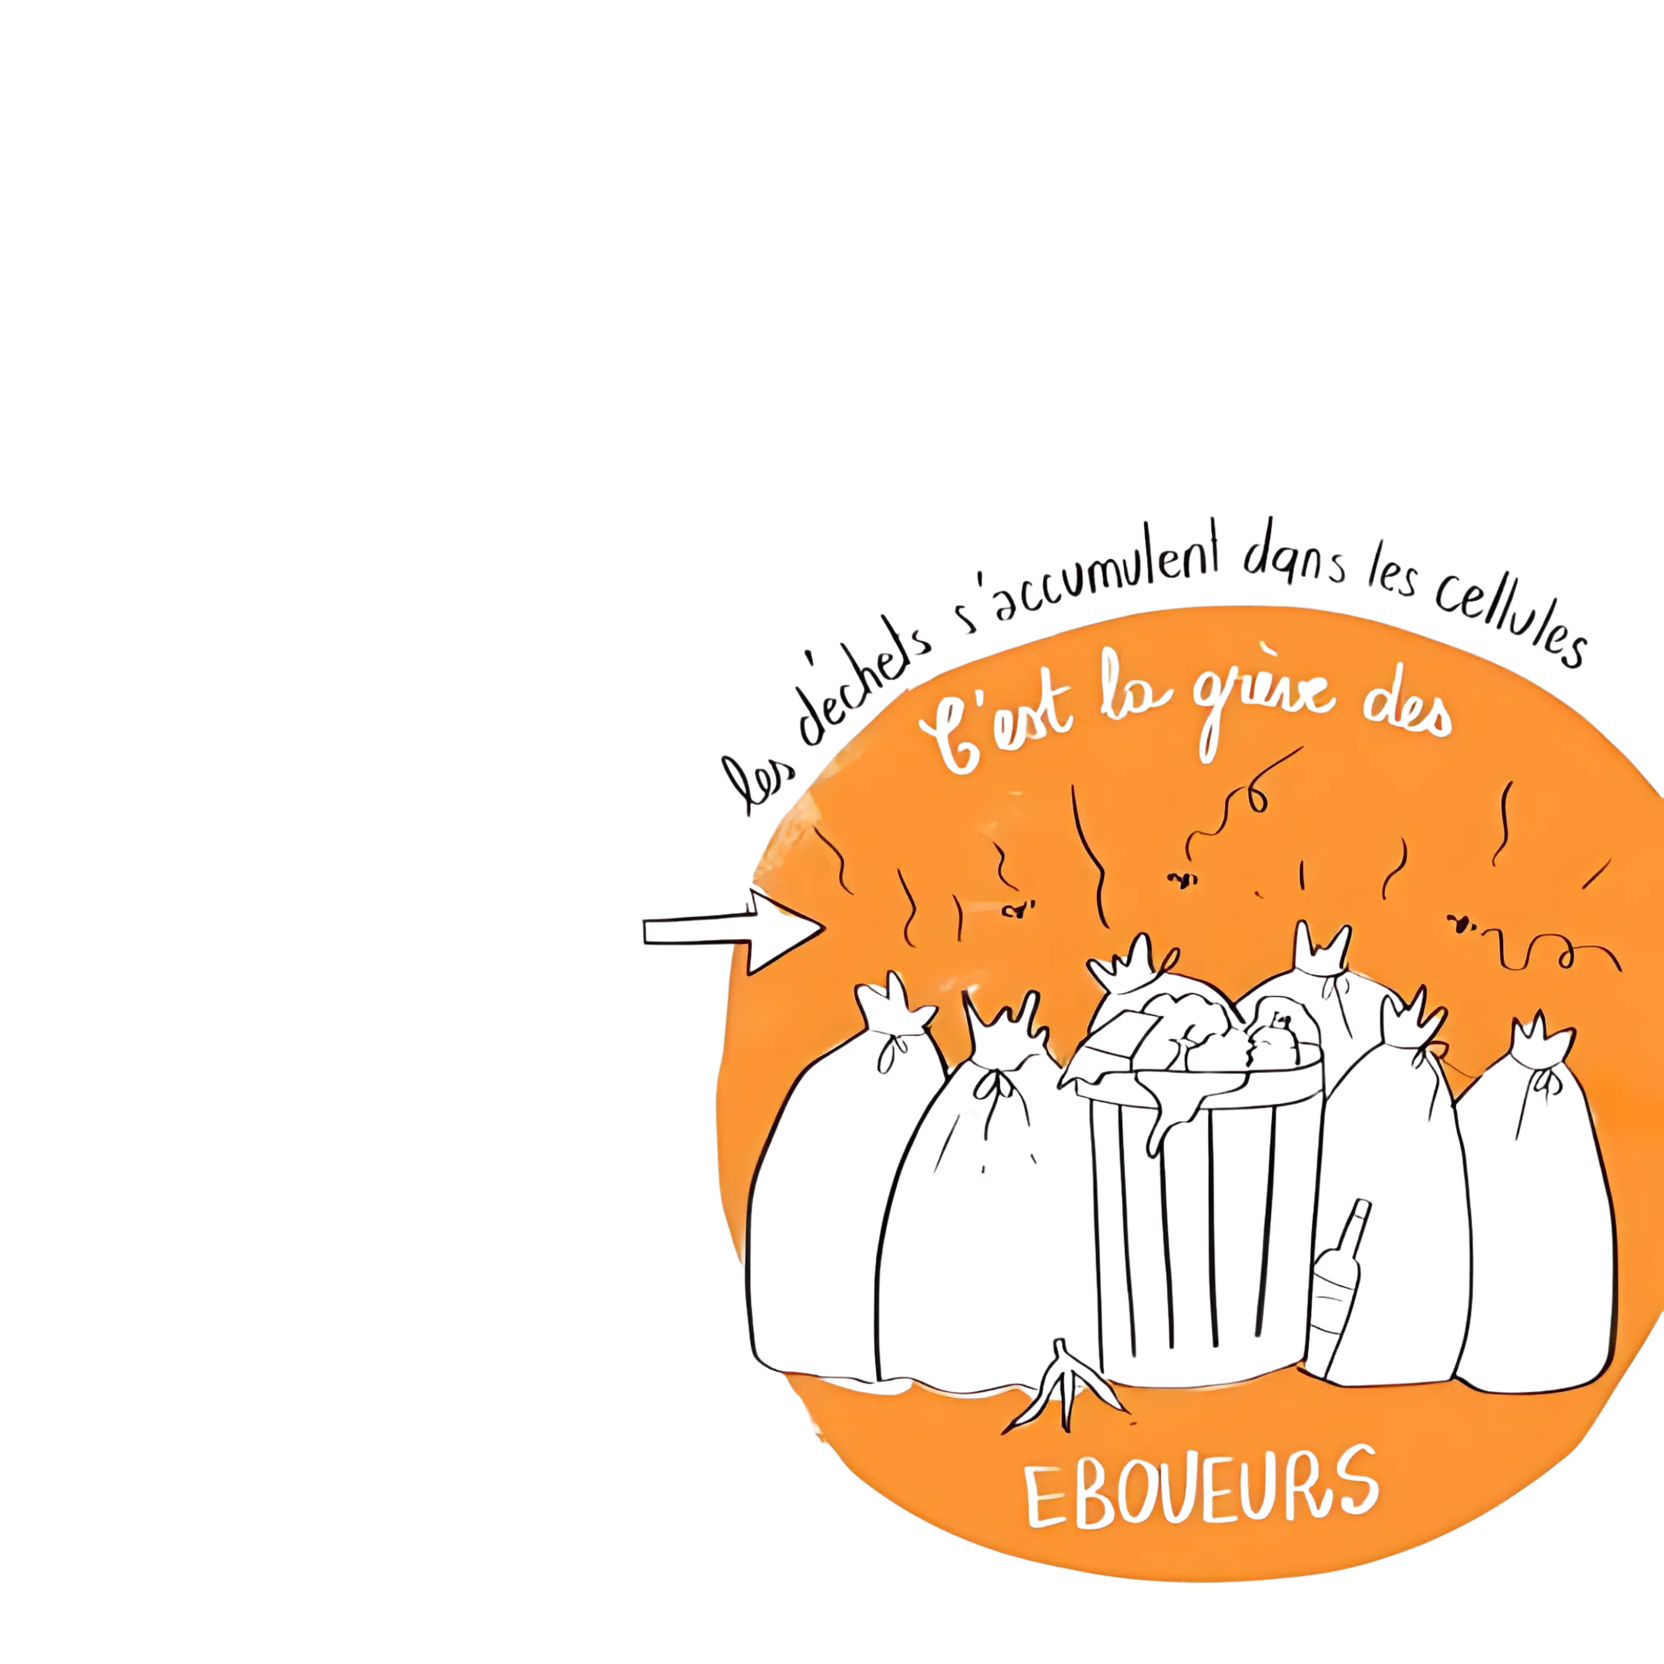 les déchets s'accumulent dans les cellules
C'est la grève des
EBOUEURS